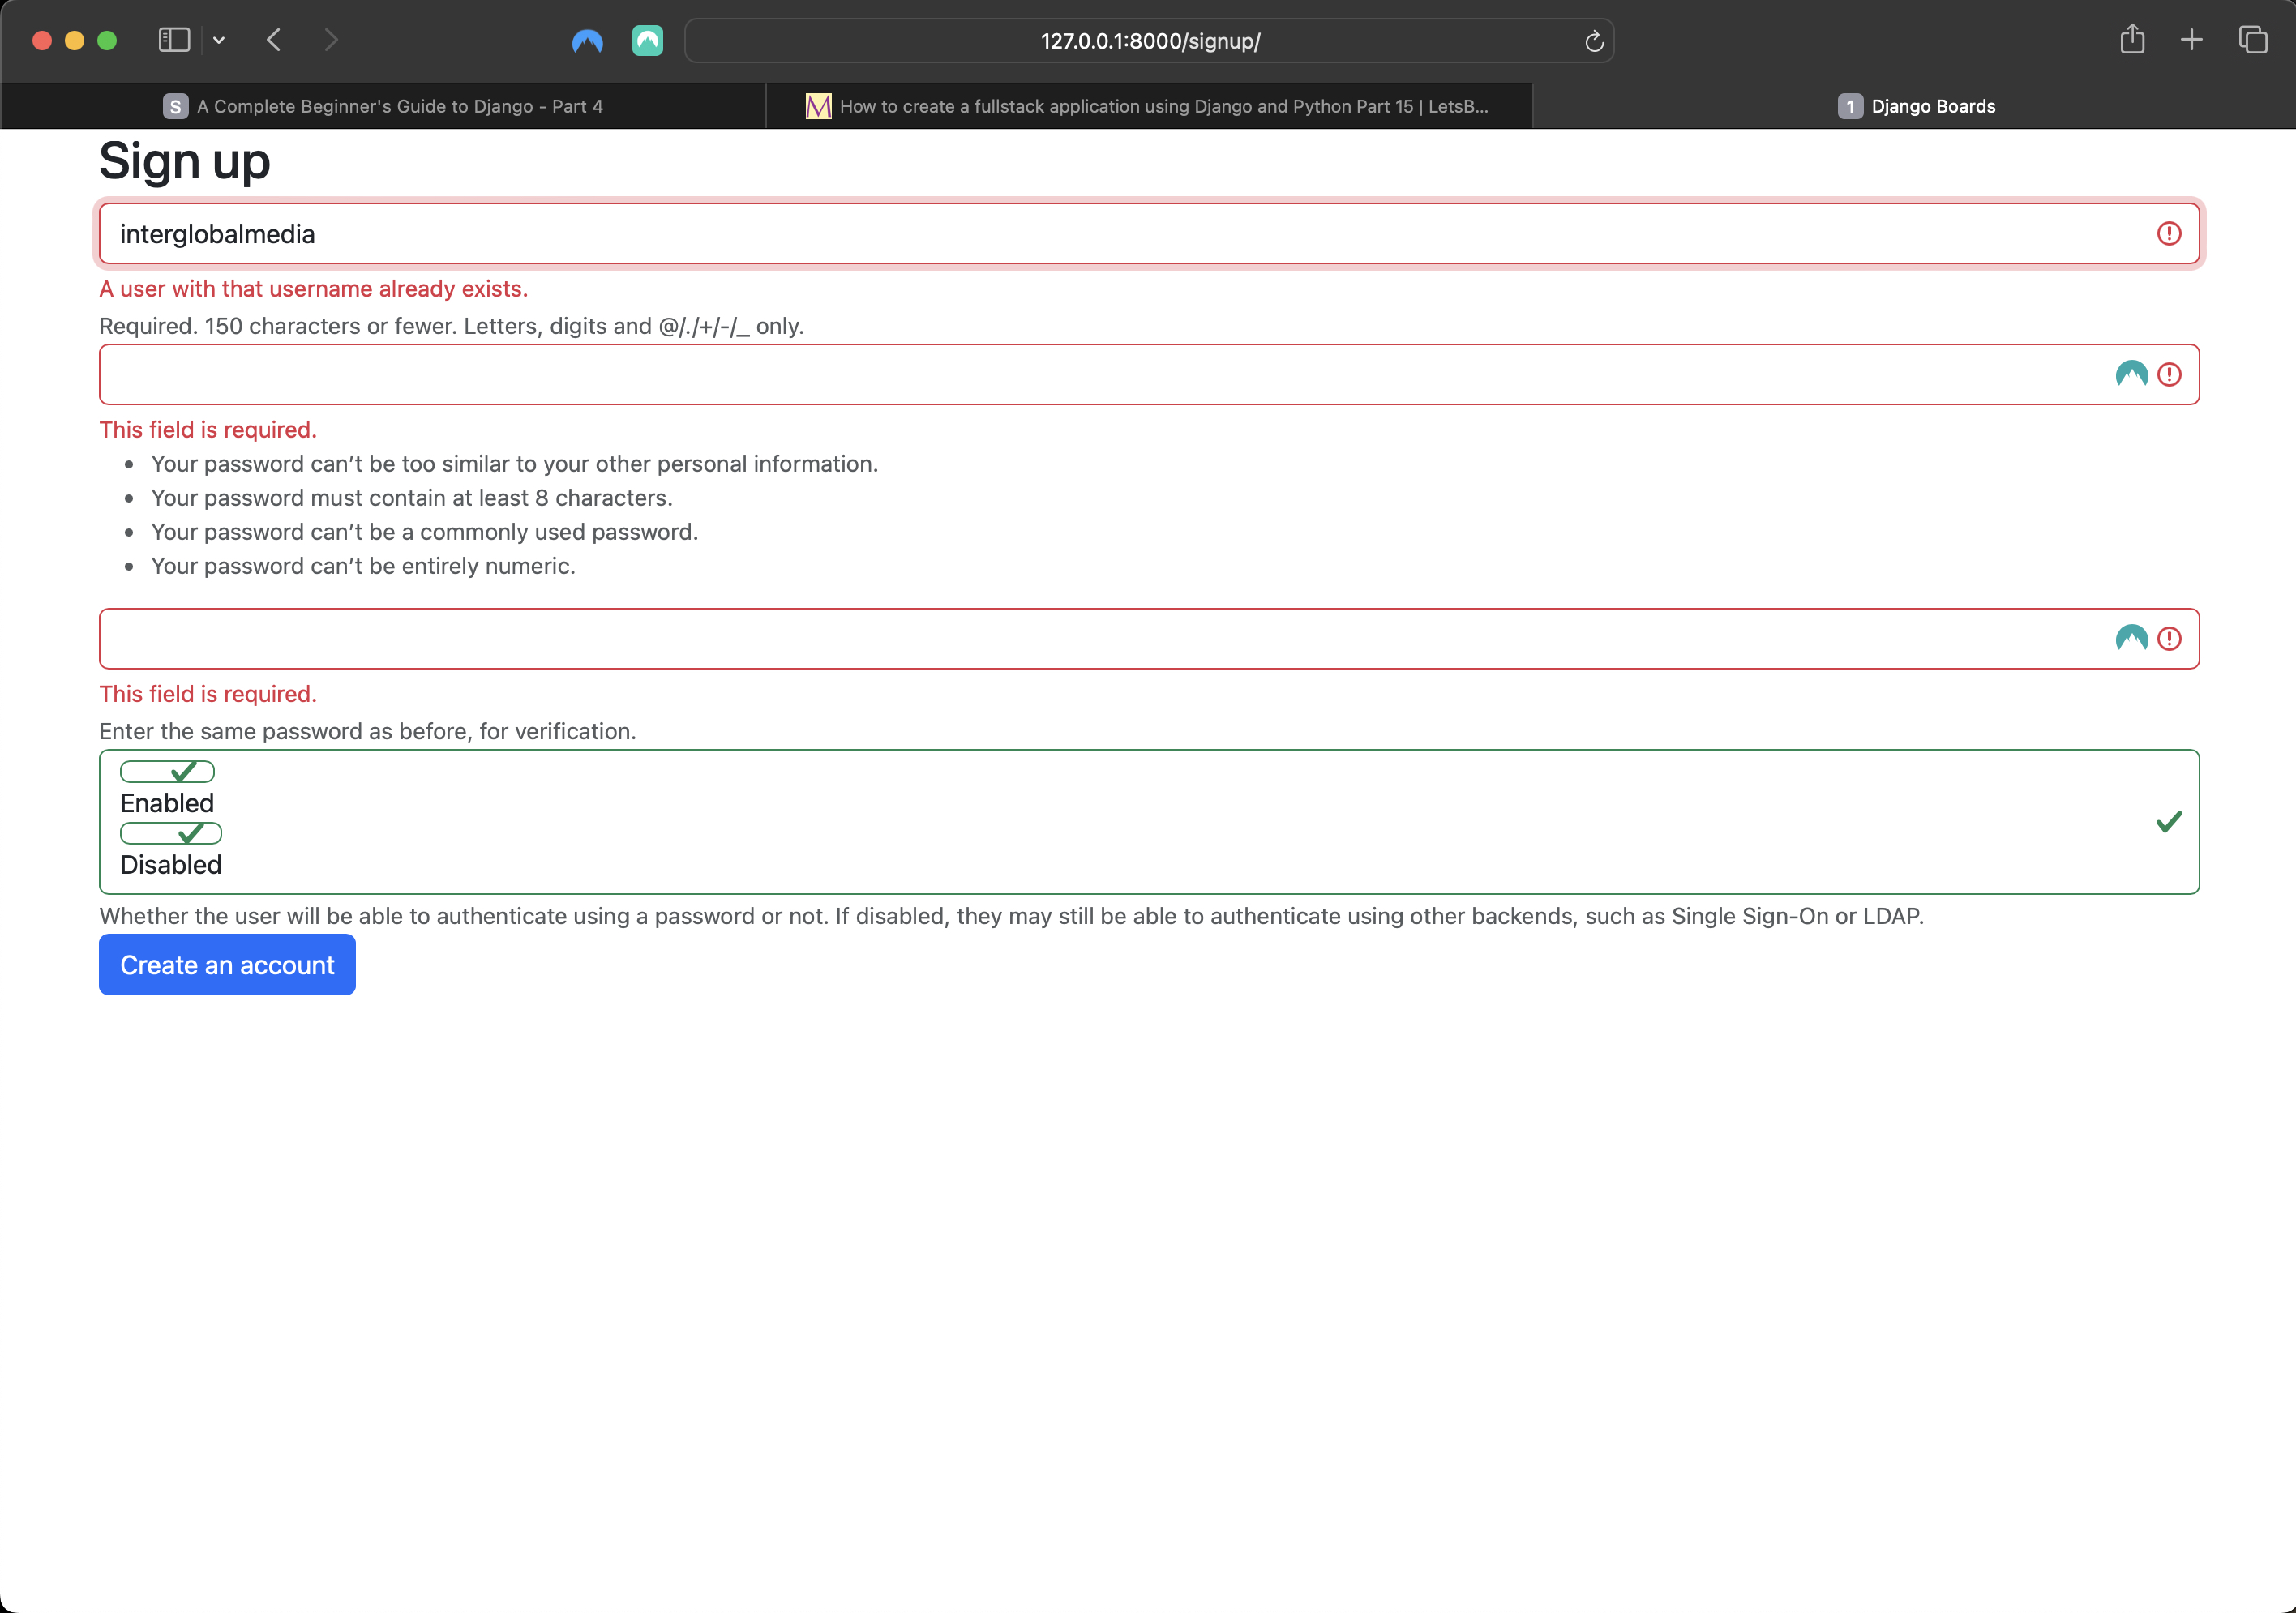 127.0.0.1:8000/signup/
S A Complete Beginner's Guide to Django - Part 4
M How to create a fullstack application using Django and Python Part 15 | LetsB...
1 Django Boards
Sign up
interglobalmedia
A user with that username already exists.
Required. 150 characters or fewer. Letters, digits and @/./+/-/_ only.
This field is required.
• Your password can’t be too similar to your other personal information.
• Your password must contain at least 8 characters.
• Your password can’t be a commonly used password.
• Your password can’t be entirely numeric.
This field is required.
Enter the same password as before, for verification.
Enabled
Disabled
Whether the user will be able to authenticate using a password or not. If disabled, they may still be able to authenticate using other backends, such as Single Sign-On or LDAP.
Create an account